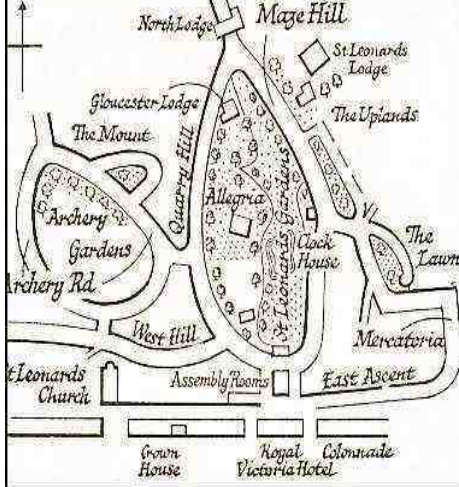 Maze Hill
North Lodge
St Leonards
Lodge
Gloucester Lodge
The Uplands
The Mount
Quarry Hill
Allegria
St Leonards Gardens
Archery
Gardens
Clock
House
The
Lawn
Archery Rd
West Hill
Mercatoria
t Leonards
Church
Assembly Rooms
East Ascent
Crown
House
Royal
Victoria Hotel
Colonnade